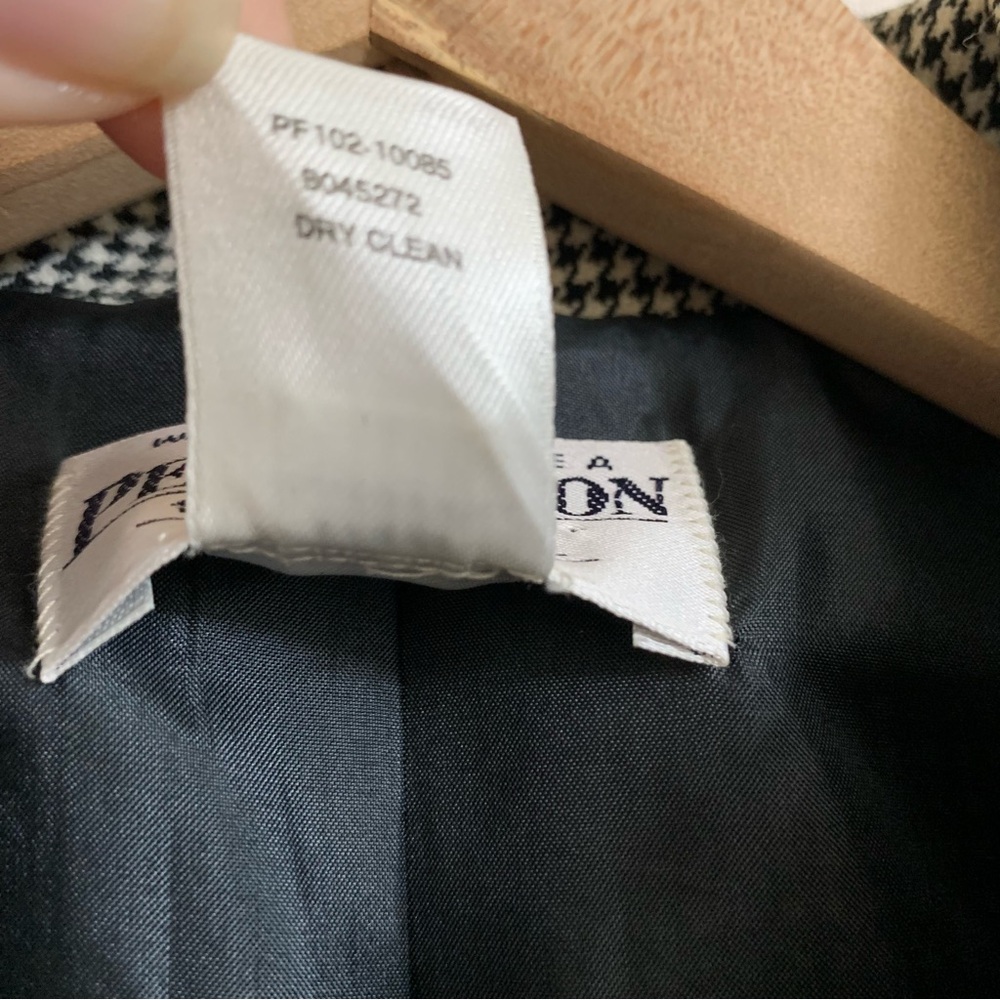 PF102-10085
8045272
DRY CLEAN
E A
ON